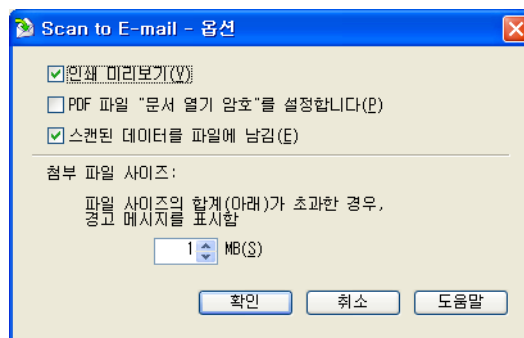 Scan to E-mail - 옵션
인쇄 미리보기(V)
PDF 파일 "문서 열기 암호"를 설정합니다(P)
스캔된 데이터를 파일에 남김(E)
첨부 파일 사이즈:
파일 사이즈의 합계(아래)가 초과한 경우,
경고 메시지를 표시함
1 MB(S)
확인 취소 도움말